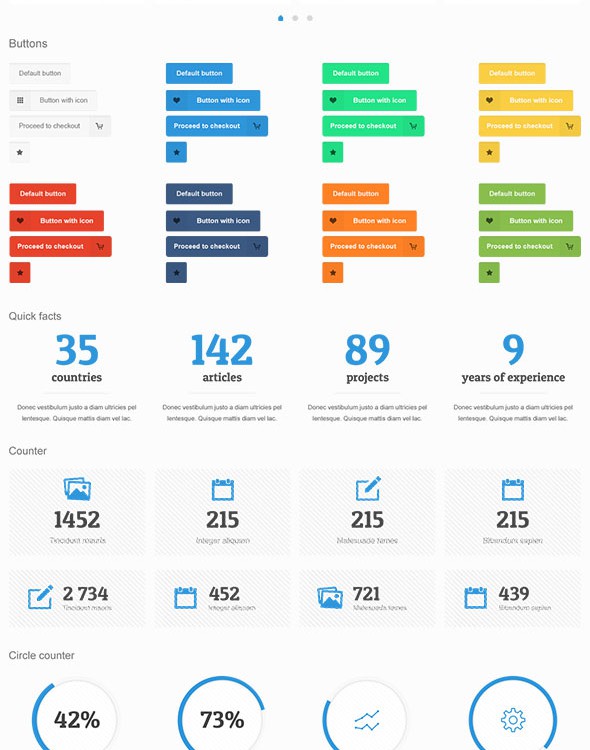 Buttons
Default button Default button Default button Default button
Button with icon Button with icon Button with icon Button with icon
Proceed to checkout Proceed to checkout Proceed to checkout Proceed to checkout
Default button Default button Default button Default button
Button with icon Button with icon Button with icon Button with icon
Proceed to checkout Proceed to checkout Proceed to checkout Proceed to checkout
Quick facts
35 142 89 9
countries articles projects years of experience
Donec vestibulum justo a diam ultricies pel Donec vestibulum justo a diam ultricies pel Donec vestibulum justo a diam ultricies pel Donec vestibulum justo a diam ultricies pel
lentesque. Quisque mattis diam vel lac. lentesque. Quisque mattis diam vel lac. lentesque. Quisque mattis diam vel lac. lentesque. Quisque mattis diam vel lac.
Counter
1452 215 215 215
Tincidunt mauris Integer aliquam Malesuada fames Bibendum sapien
2 734 452 721 439
Tincidunt mauris Integer aliquam Malesuada fames Bibendum sapien
Circle counter
42% 73%